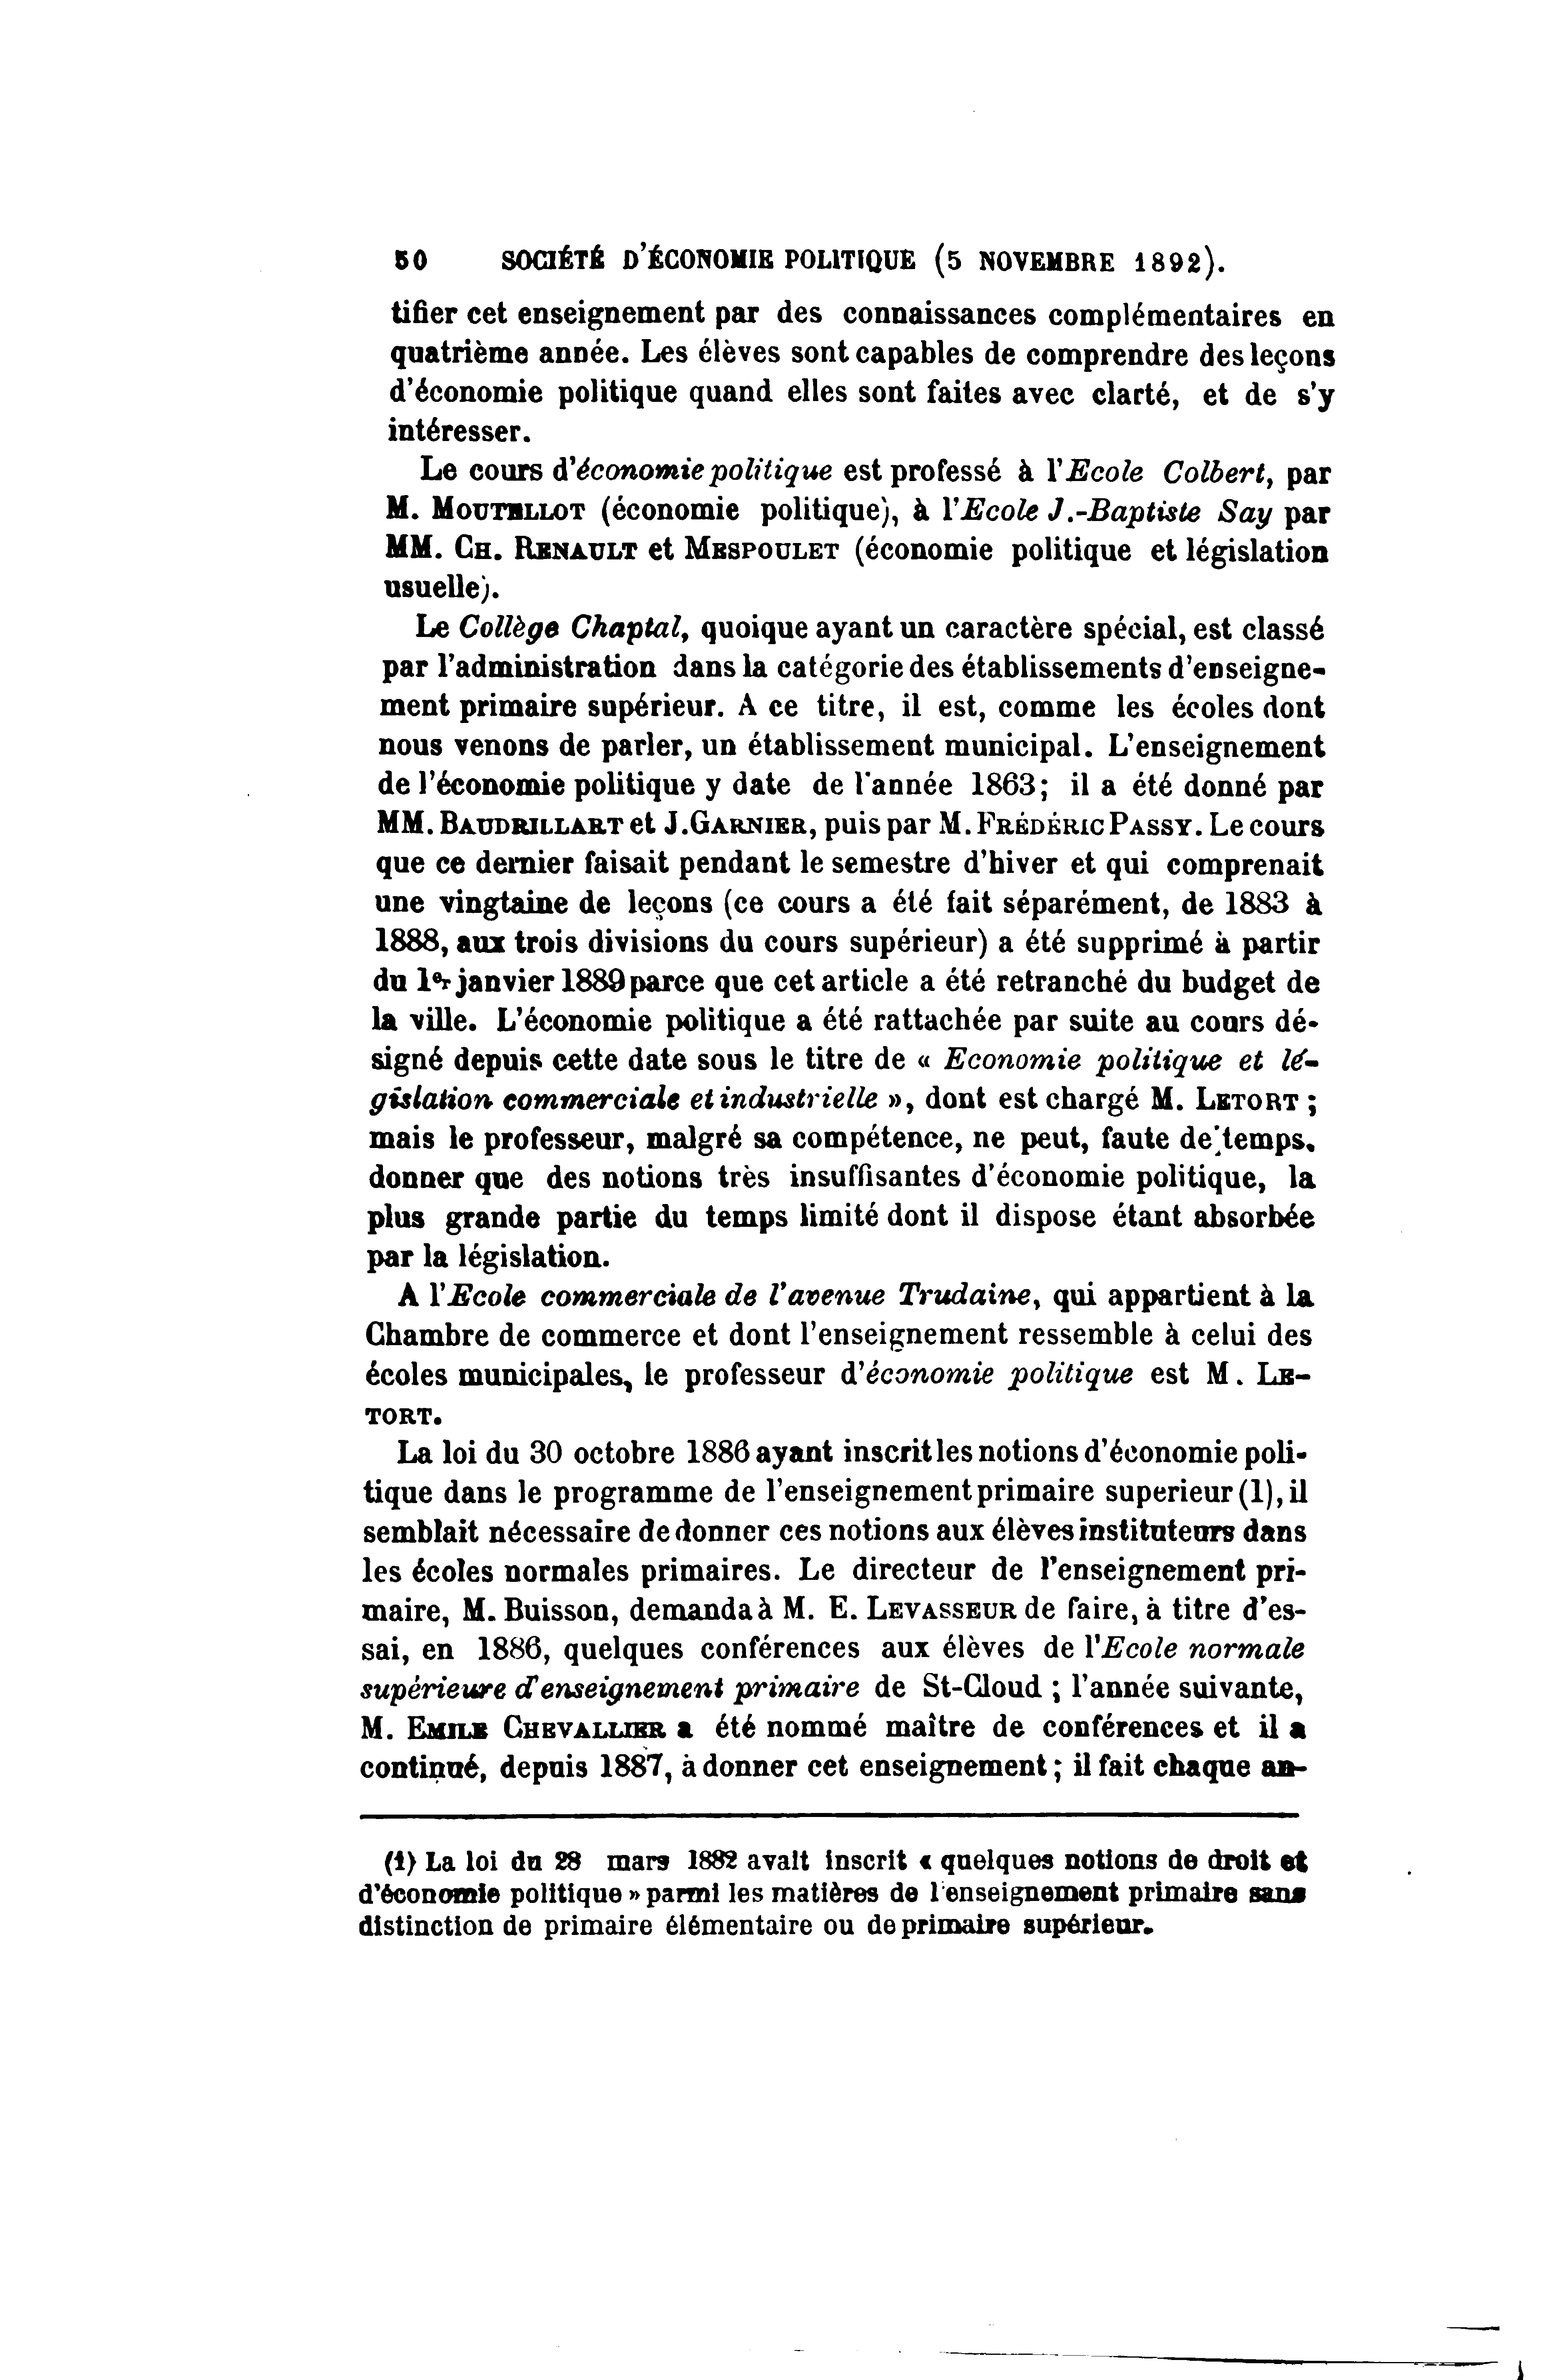 50 SOCIÉTÉ D'ÉCONOMIE POLITIQUE (5 NOVEMBRE 1892).
tifier cet enseignement par des connaissances complémentaires en
quatrième année. Les élèves sont capables de comprendre des leçons
d'économie politique quand elles sont faites avec clarté, et de s'y
intéresser.
Le cours d'économie politique est professé à l'Ecole Colbert, par
M. MOUTELLOT (économie politique), à l'Ecole J.-Baptiste Say par
MM. CH. RENAULT et MESPOULET (économie politique et législation
usuelle).
Le Collège Chaptal, quoique ayant un caractère spécial, est classé
par l'administration dans la catégorie des établissements d'enseigne-
ment primaire supérieur. A ce titre, il est, comme les écoles dont
nous venons de parler, un établissement municipal. L'enseignement
de l'économie politique y date de l'année 1863; il a été donné par
MM. BAUDRILLART et J. GARNIER, puis par M. FRÉDÉRIC PASSY. Le cours
que ce dernier faisait pendant le semestre d'hiver et qui comprenait
une vingtaine de leçons (ce cours a été fait séparément, de 1883 à
1888, aux trois divisions du cours supérieur) a été supprimé à partir
du 1er janvier 1889 parce que cet article a été retranché du budget de
la ville. L'économie politique a été rattachée par suite au cours dé-
signé depuis cette date sous le titre de « Economie politique et lé-
gislation commerciale et industrielle », dont est chargé M. LETORT ;
mais le professeur, malgré sa compétence, ne peut, faute de temps,
donner que des notions très insuffisantes d'économie politique, la
plus grande partie du temps limité dont il dispose étant absorbée
par la législation.
A l'Ecole commerciale de l'avenue Trudaine, qui appartient à la
Chambre de commerce et dont l'enseignement ressemble à celui des
écoles municipales, le professeur d'économie politique est M. LE-
TORT.
La loi du 30 octobre 1886 ayant inscrit les notions d'économie poli-
tique dans le programme de l'enseignement primaire superieur (1), il
semblait nécessaire de donner ces notions aux élèves instituteurs dans
les écoles normales primaires. Le directeur de l'enseignement pri-
maire, M. Buisson, demanda à M. E. LEVASSEUR de faire, à titre d'es-
sai, en 1886, quelques conférences aux élèves de l'Ecole normale
supérieure d'enseignement primaire de St-Cloud ; l'année suivante,
M. EMILE CHEVALLIER a été nommé maître de conférences et il a
continué, depuis 1887, à donner cet enseignement ; il fait chaque an-
(1) La loi du 28 mars 1882 avait inscrit « quelques notions de droit et
d'économie politique » parmi les matières de l'enseignement primaire sans
distinction de primaire élémentaire ou de primaire supérieur.